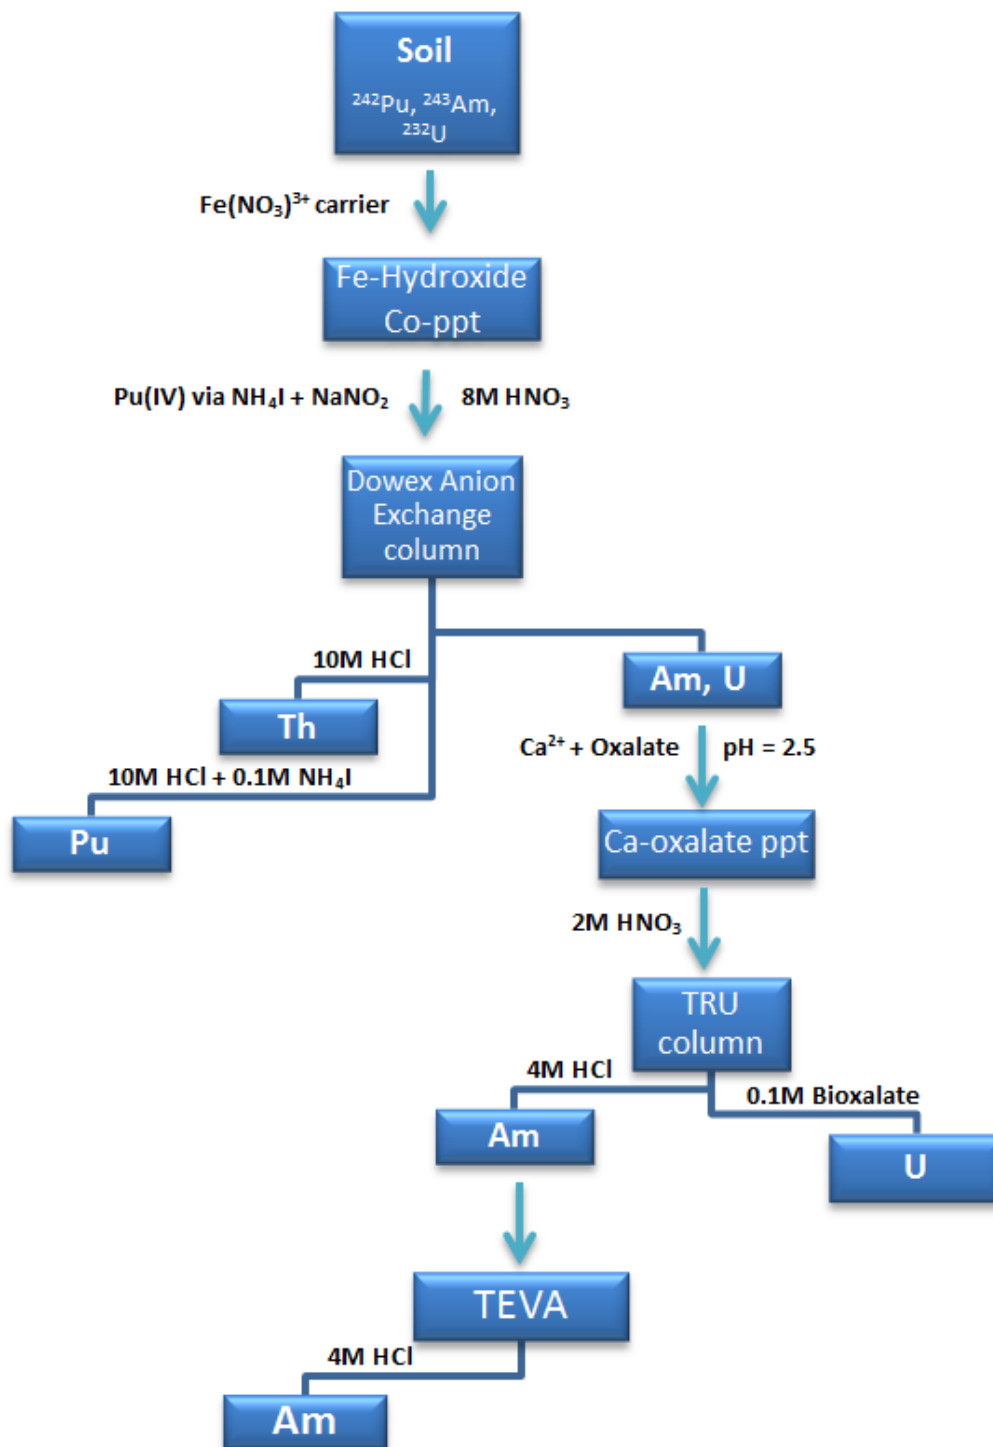 Soil
²⁴²Pu, ²⁴³Am,
²³²U
Fe(NO₃)³⁺ carrier
Fe-Hydroxide
Co-ppt
Pu(IV) via NH₄I + NaNO₂
8M HNO₃
Dowex Anion
Exchange
column
10M HCl
Th
10M HCl + 0.1M NH₄I
Pu
Am, U
Ca²⁺ + Oxalate
pH = 2.5
Ca-oxalate ppt
2M HNO₃
TRU
column
4M HCl
Am
0.1M Bioxalate
U
TEVA
4M HCl
Am